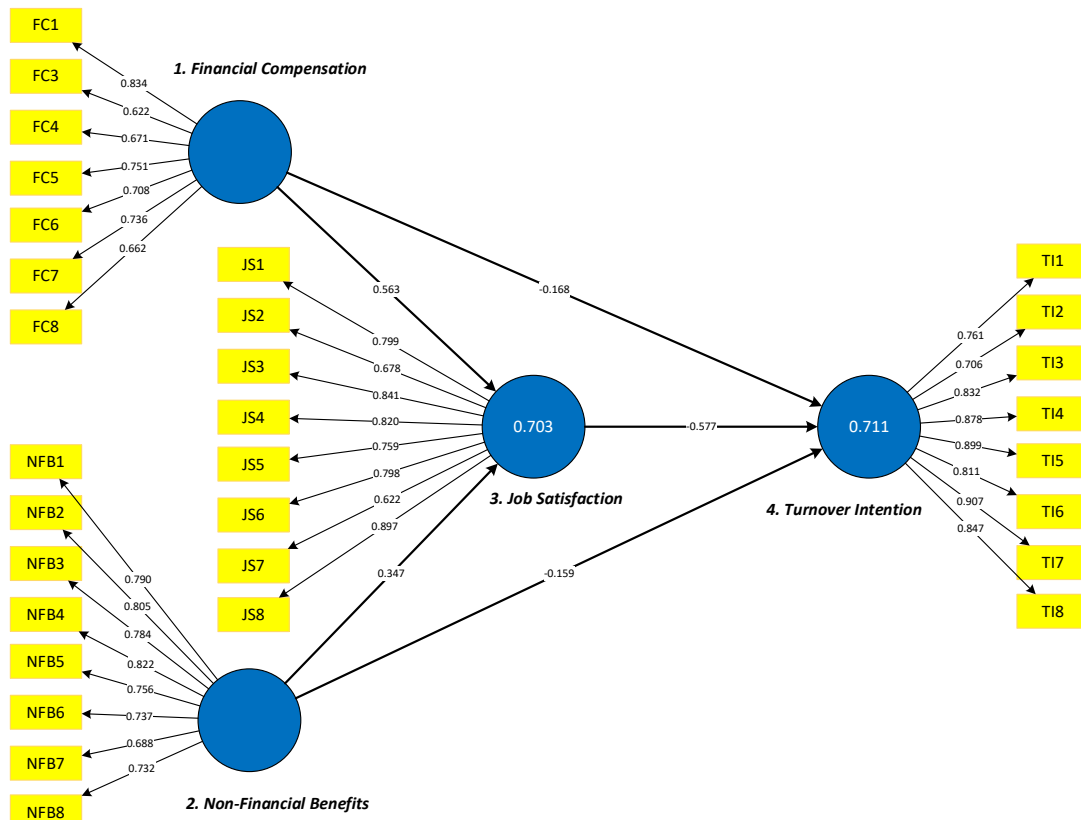 FC1
FC3
FC4
FC5
FC6
FC7
FC8
0.834
0.622
0.671
0.751
0.708
0.736
0.662
1. Financial Compensation
JS1
JS2
JS3
JS4
JS5
JS6
JS7
JS8
0.799
0.678
0.841
0.820
0.759
0.798
0.622
0.897
0.563
-0.168
0.703
-0.577
0.711
3. Job Satisfaction
4. Turnover Intention
0.347
-0.159
TI1
TI2
TI3
TI4
TI5
TI6
TI7
TI8
0.761
0.706
0.832
0.878
0.899
0.811
0.907
0.847
NFB1
NFB2
NFB3
NFB4
NFB5
NFB6
NFB7
NFB8
0.790
0.805
0.784
0.822
0.756
0.737
0.688
0.732
2. Non-Financial Benefits